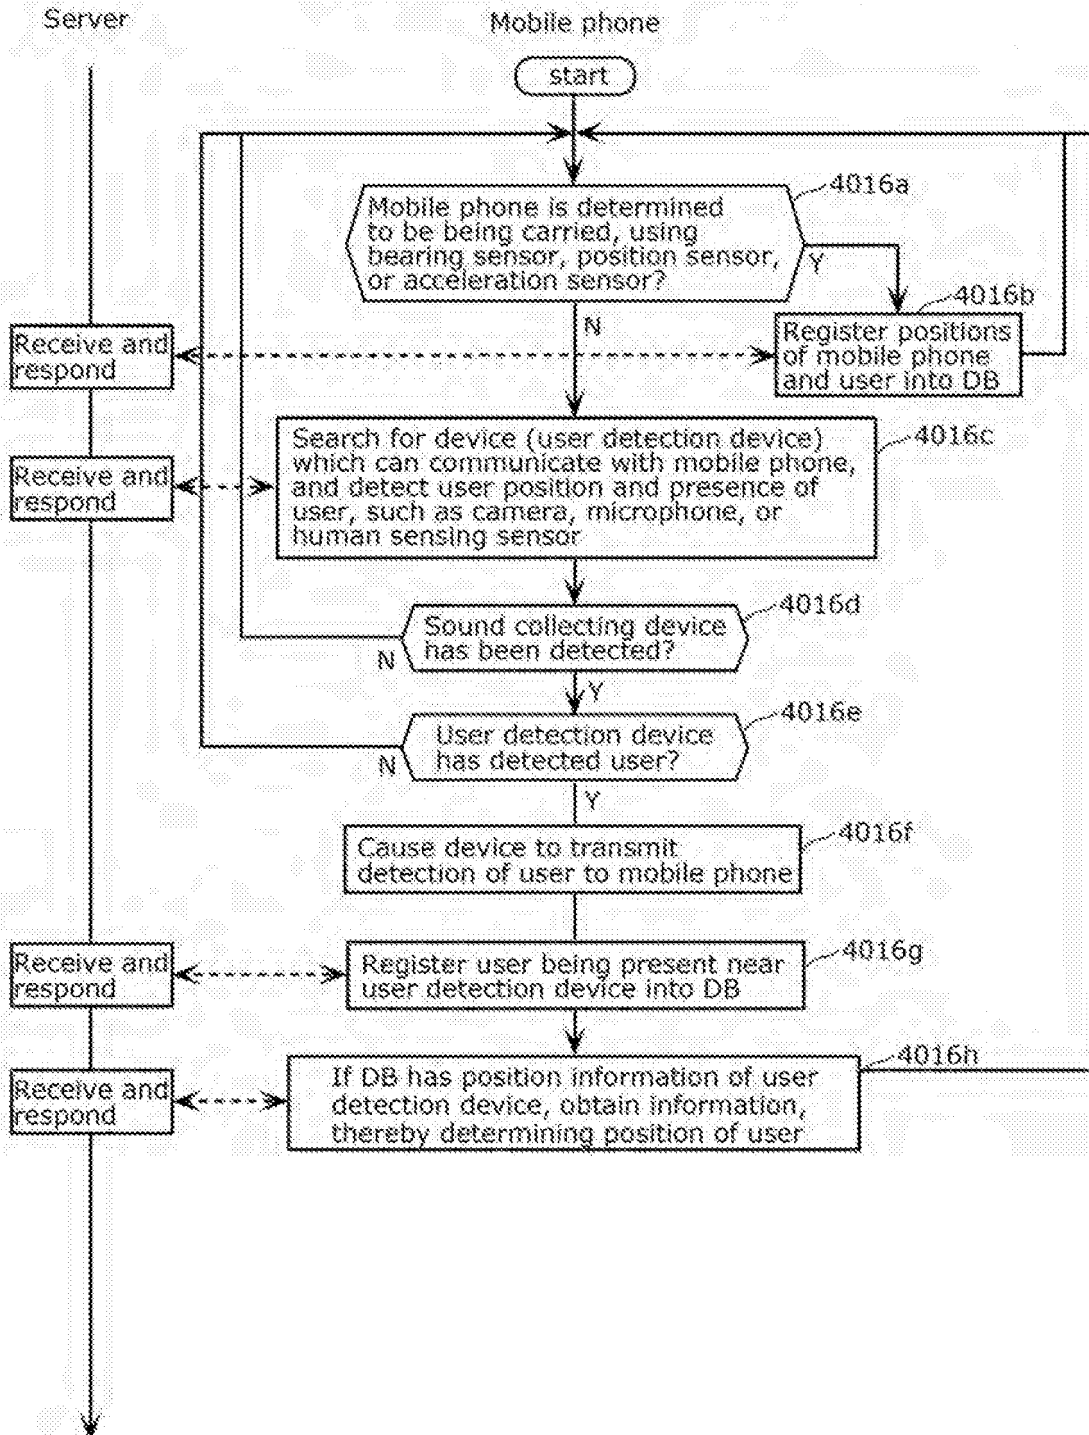 Server
Mobile phone
start
4016a
Mobile phone is determined
to be being carried, using
bearing sensor, position sensor,
or acceleration sensor?
Y
N
4016b
Register positions
of mobile phone
and user into DB
Receive and
respond
4016c
Search for device (user detection device)
which can communicate with mobile phone,
and detect user position and presence of
user, such as camera, microphone, or
human sensing sensor
Receive and
respond
4016d
Sound collecting device
has been detected?
N
Y
4016e
User detection device
has detected user?
N
Y
4016f
Cause device to transmit
detection of user to mobile phone
4016g
Register user being present near
user detection device into DB
Receive and
respond
4016h
If DB has position information of user
detection device, obtain information,
thereby determining position of user
Receive and
respond